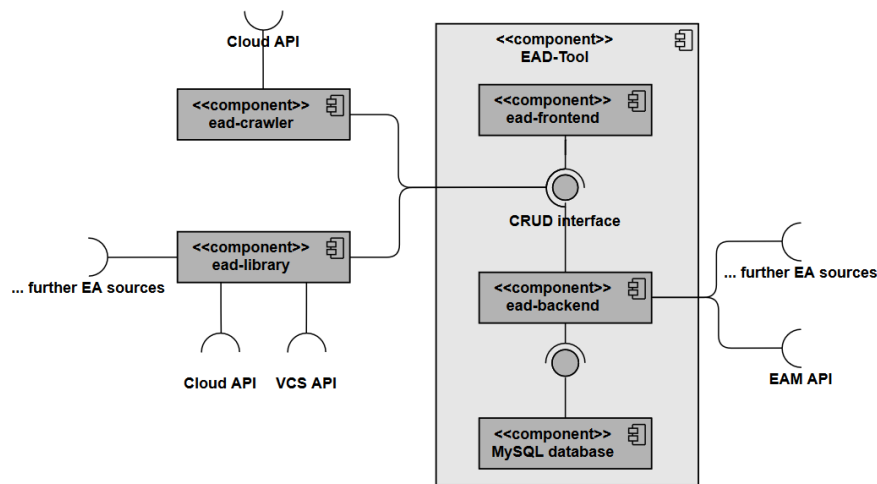 Cloud API
<<component>>
ead-crawler
<<component>>
EAD-Tool
<<component>>
ead-frontend
CRUD interface
<<component>>
ead-library
... further EA sources
Cloud API
VCS API
<<component>>
ead-backend
... further EA sources
EAM API
<<component>>
MySQL database